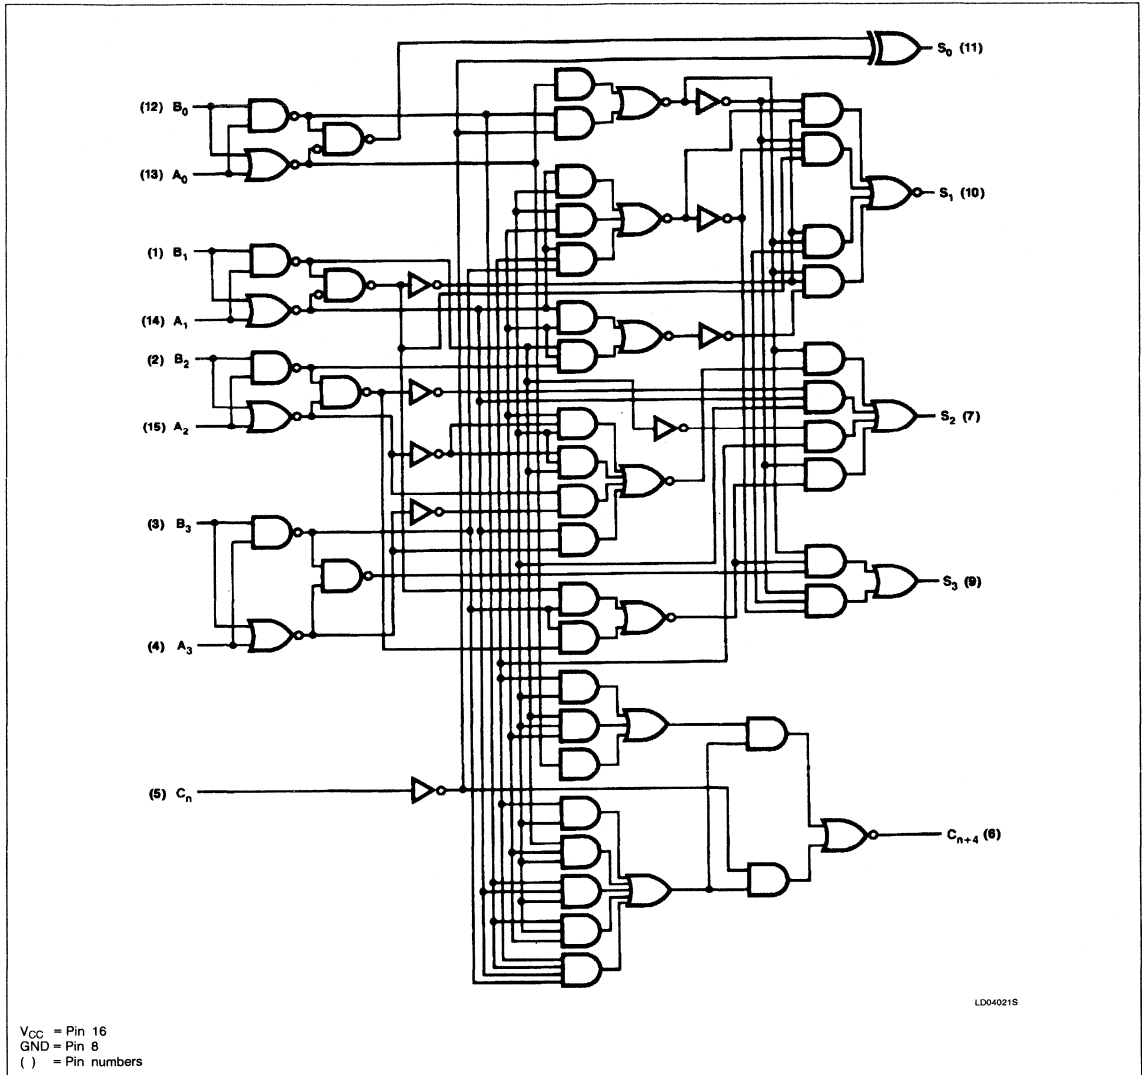 S₀ (11)
(12) B₀
(13) A₀
S₁ (10)
(1) B₁
(14) A₁
(2) B₂
S₂ (7)
(15) A₂
(3) B₃
S₃ (9)
(4) A₃
(5) Cₙ
Cₙ₊₄ (6)
LD04021S
V_CC = Pin 16
GND = Pin 8
( ) = Pin numbers